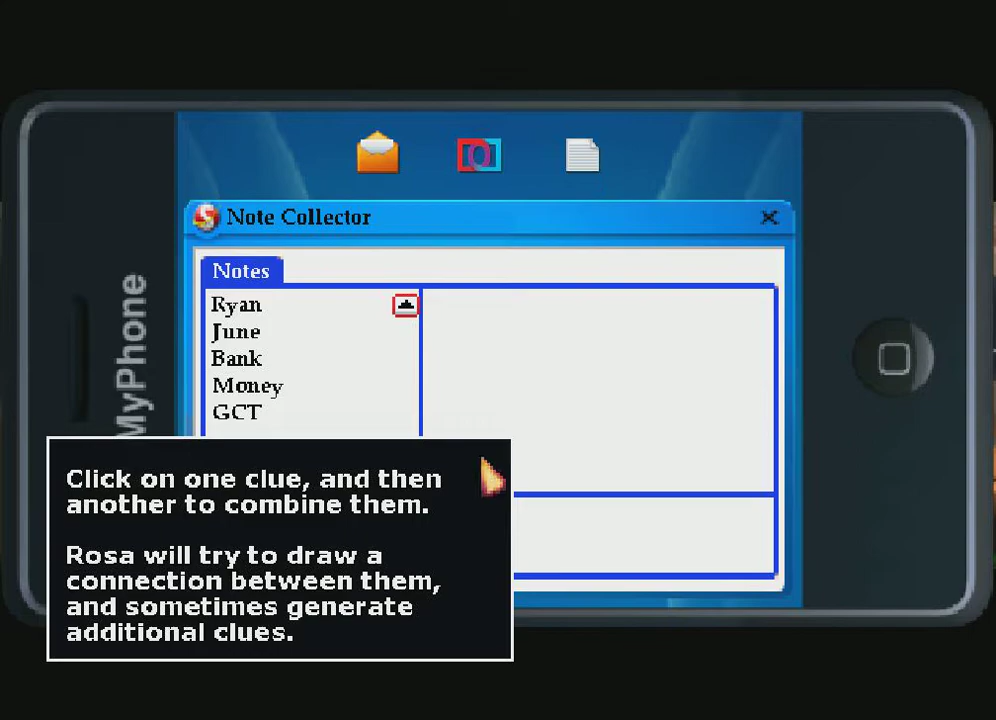 Note Collector
Notes
Ryan
June
Bank
Money
GCT
MyPhone
Click on one clue, and then
another to combine them.
Rosa will try to draw a
connection between them,
and sometimes generate
additional clues.